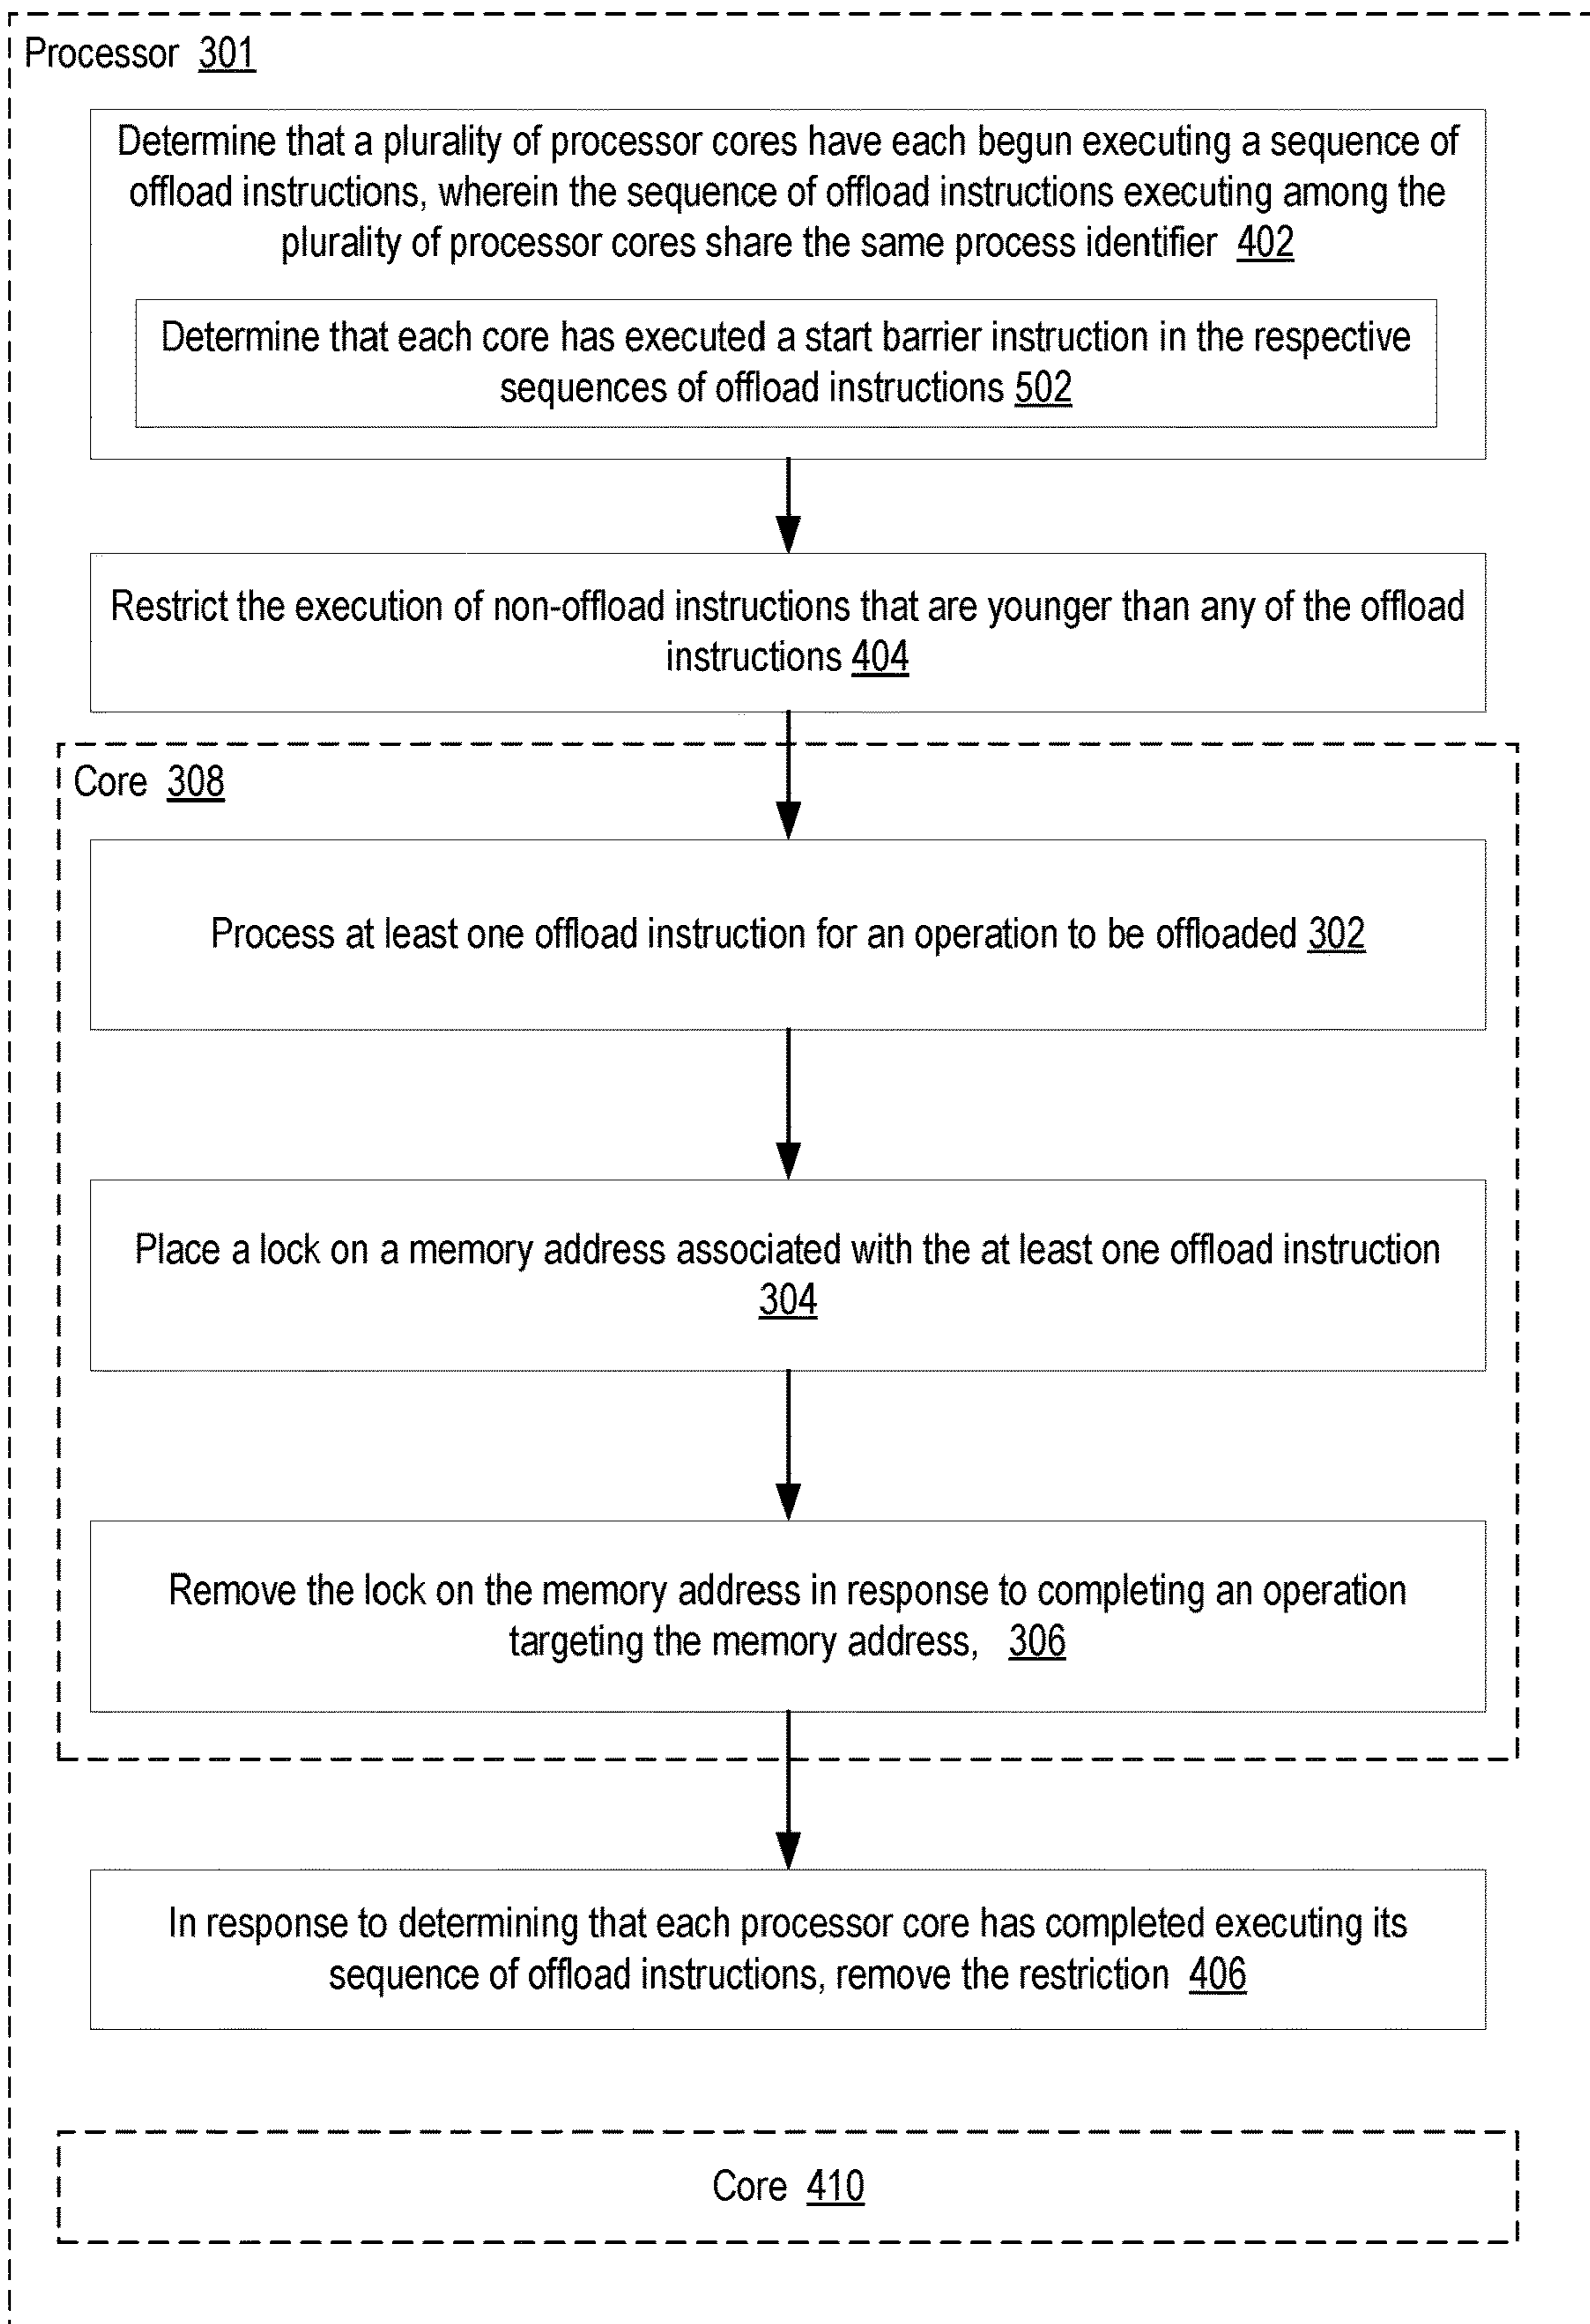 Processor 301
Determine that a plurality of processor cores have each begun executing a sequence of
offload instructions, wherein the sequence of offload instructions executing among the
plurality of processor cores share the same process identifier 402
Determine that each core has executed a start barrier instruction in the respective
sequences of offload instructions 502
Restrict the execution of non-offload instructions that are younger than any of the offload
instructions 404
Core 308
Process at least one offload instruction for an operation to be offloaded 302
Place a lock on a memory address associated with the at least one offload instruction
304
Remove the lock on the memory address in response to completing an operation
targeting the memory address, 306
In response to determining that each processor core has completed executing its
sequence of offload instructions, remove the restriction 406
Core 410